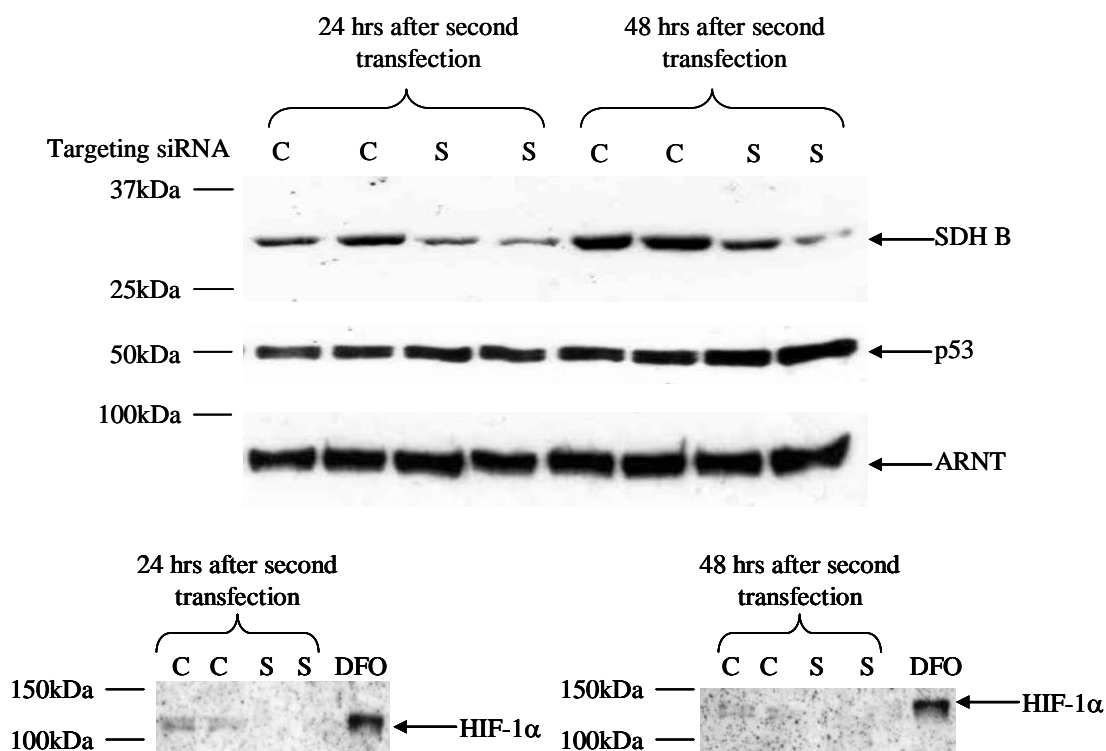 24 hrs after second
transfection
48 hrs after second
transfection
Targeting siRNA C C S S C C S S
37kDa
SDH B
25kDa
50kDa
p53
100kDa
ARNT
24 hrs after second
transfection
48 hrs after second
transfection
C C S S DFO
C C S S DFO
150kDa
HIF-1α
100kDa
150kDa
HIF-1α
100kDa